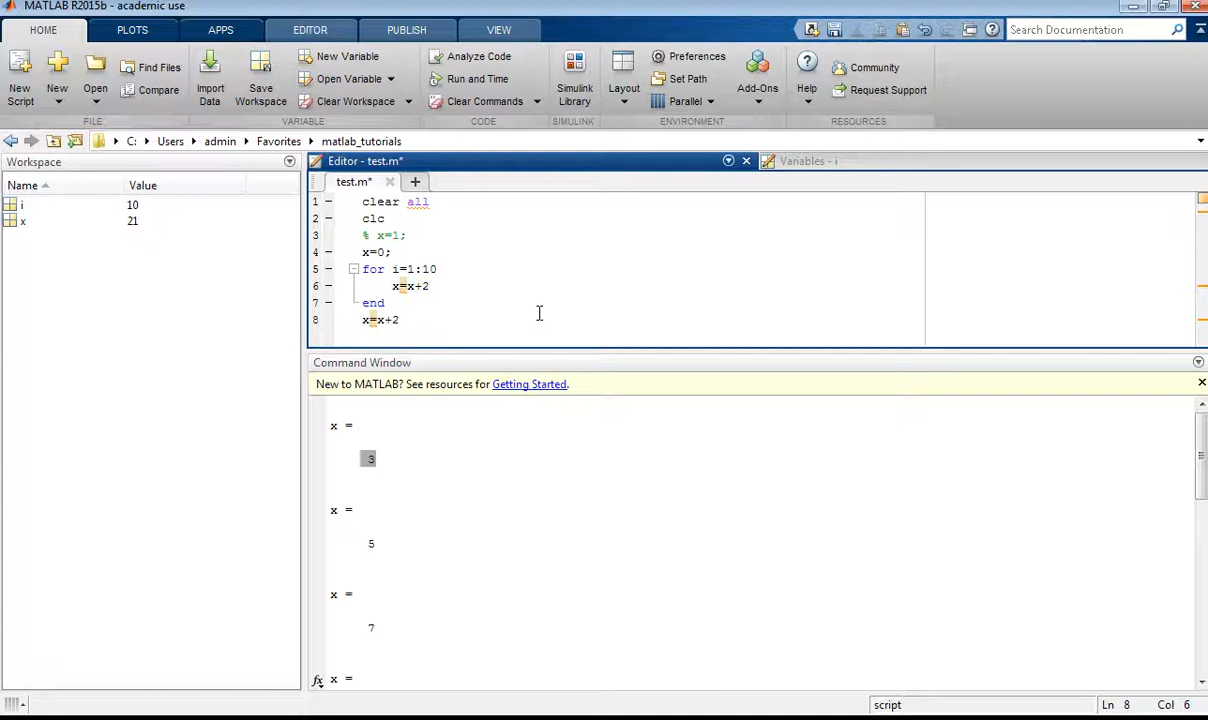 MATLAB R2015b - academic use
HOME PLOTS APPS EDITOR PUBLISH VIEW
Search Documentation
New Script
New
Open
Find Files
Compare
FILE
Import Data
Save Workspace
New Variable
Open Variable
Clear Workspace
VARIABLE
Analyze Code
Run and Time
Clear Commands
CODE
Simulink Library
SIMULINK
Layout
Preferences
Set Path
Parallel
ENVIRONMENT
Add-Ons
Help
Community
Request Support
RESOURCES
C: Users admin Favorites matlab_tutorials
Workspace
Name Value
i 10
x 21
Editor - test.m*
Variables - i
test.m*
1 clear all
2 clc
3 % x=1;
4 x=0;
5 for i=1:10
6 x=x+2
7 end
8 x=x+2
Command Window
New to MATLAB? See resources for Getting Started.
x =
3
x =
5
x =
7
fx x =
script
Ln 8 Col 6